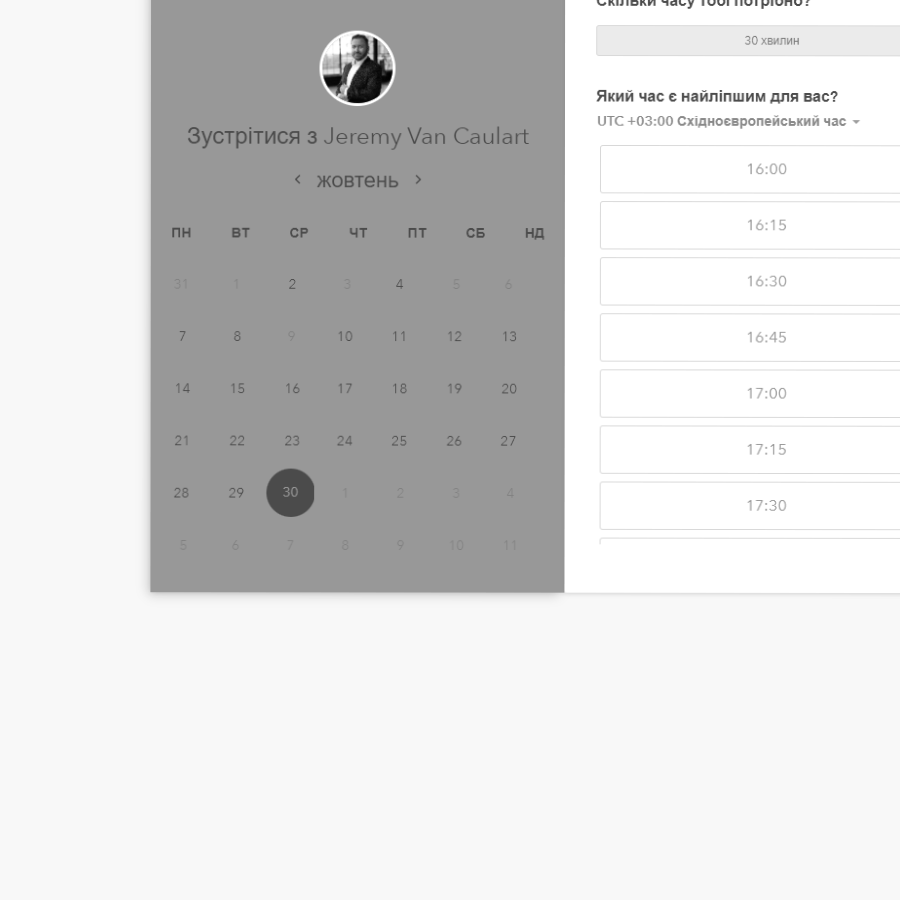 Зустрітися з Jeremy Van Caulart
жовтень
ПН ВТ СР ЧТ ПТ СБ НД
31 1 2 3 4 5 6
7 8 9 10 11 12 13
14 15 16 17 18 19 20
21 22 23 24 25 26 27
28 29 30 1 2 3 4
5 6 7 8 9 10 11
Скільки часу тобі потрібно?
30 хвилин
Який час є найліпшим для вас?
UTC +03:00 Східноєвропейський час
16:00
16:15
16:30
16:45
17:00
17:15
17:30